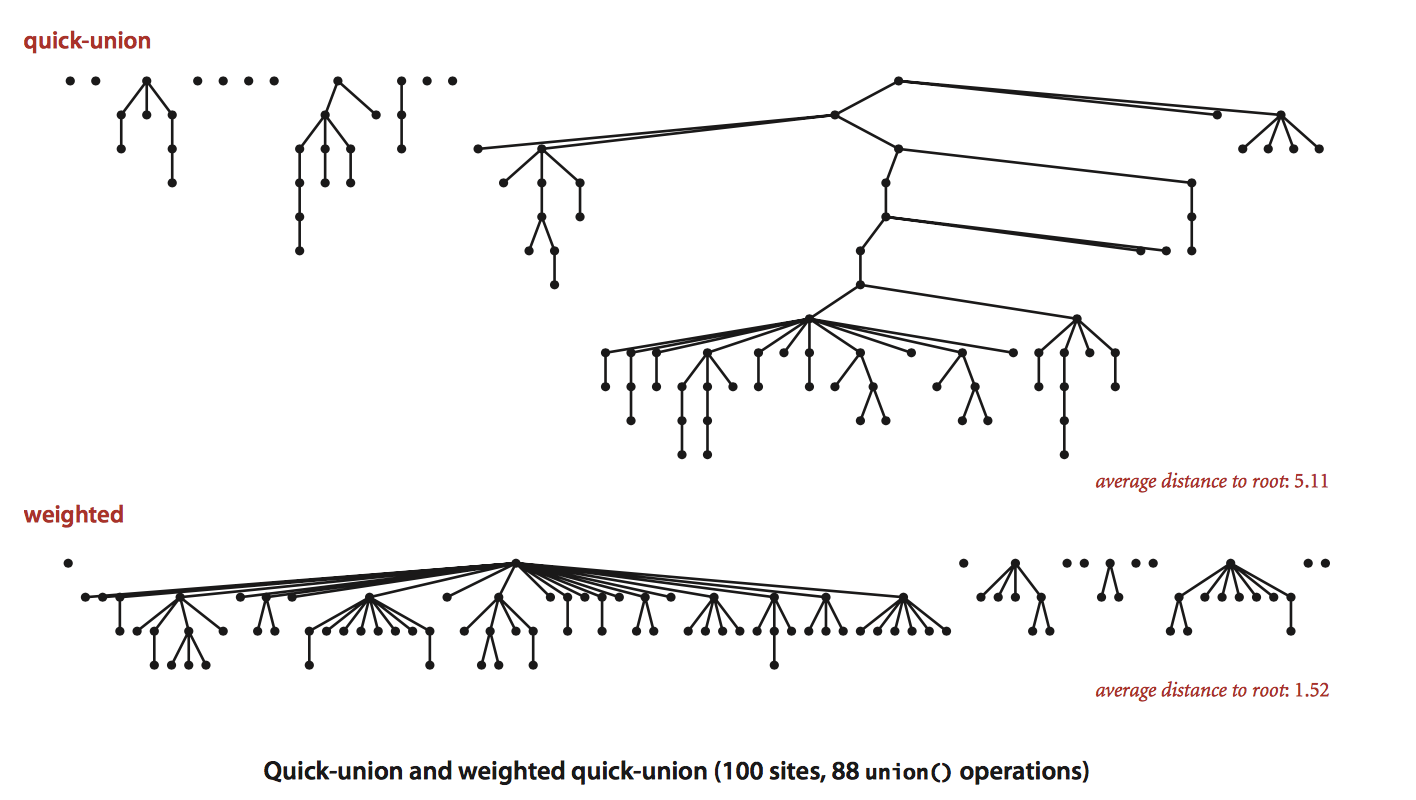 quick-union
average distance to root: 5.11
weighted
average distance to root: 1.52
Quick-union and weighted quick-union (100 sites, 88 union() operations)